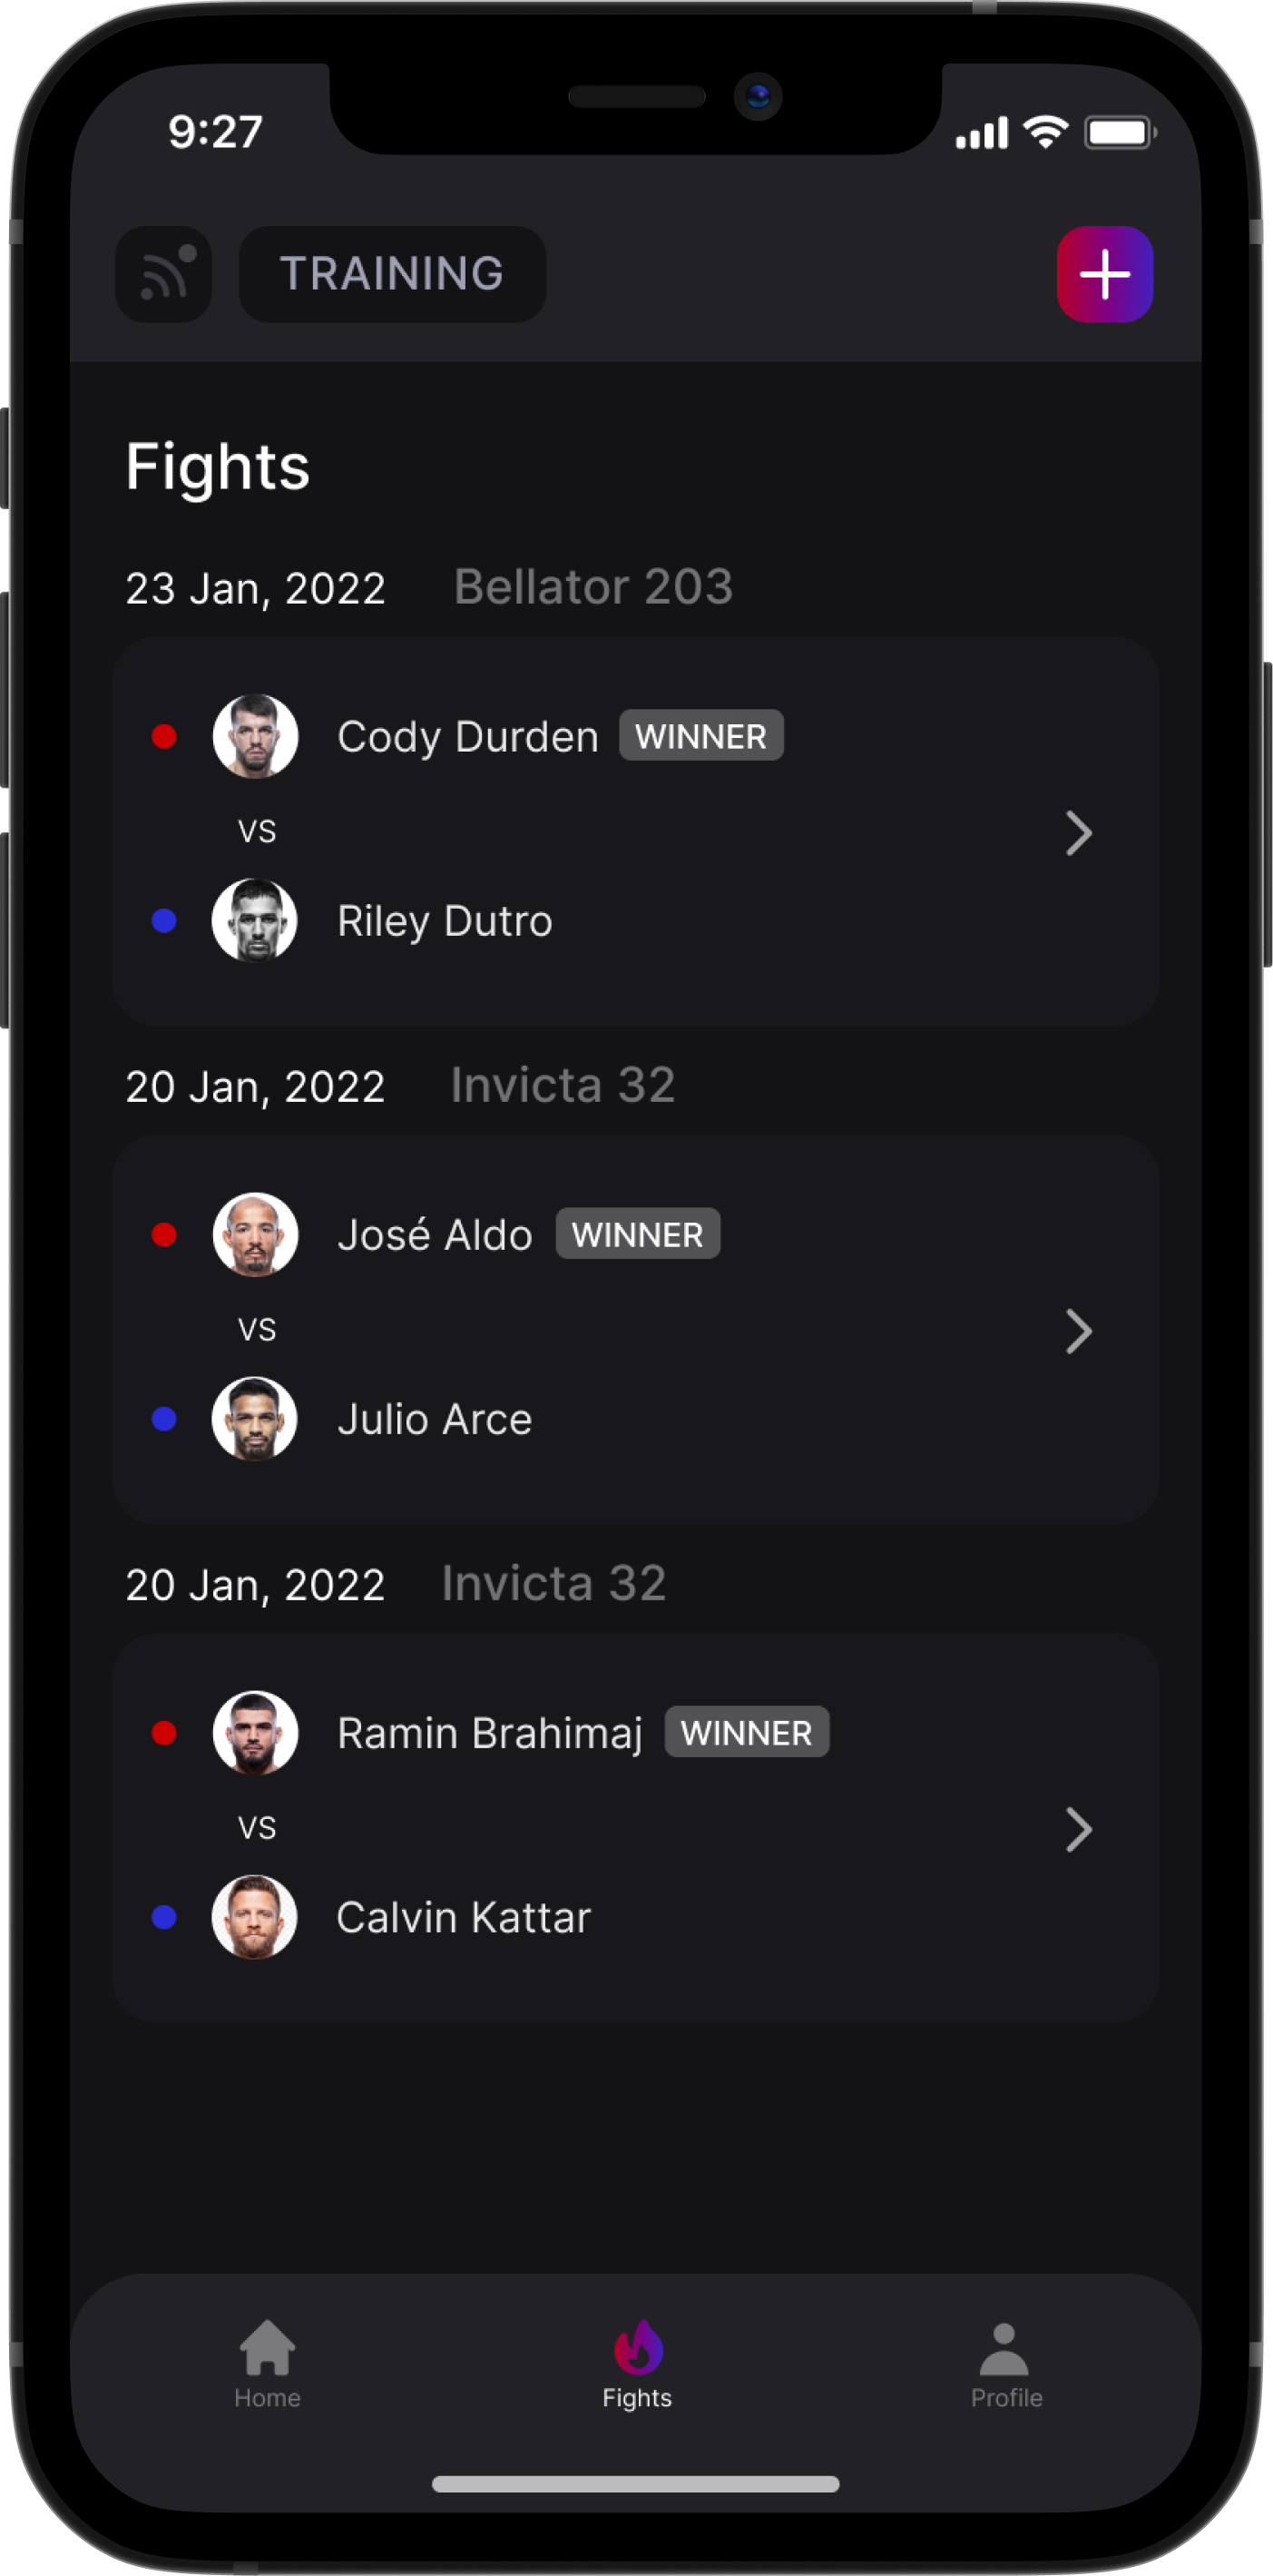 9:27
TRAINING
Fights
23 Jan, 2022 Bellator 203
Cody Durden WINNER
VS
Riley Dutro
20 Jan, 2022 Invicta 32
José Aldo WINNER
VS
Julio Arce
20 Jan, 2022 Invicta 32
Ramin Brahimaj WINNER
VS
Calvin Kattar
Home Fights Profile